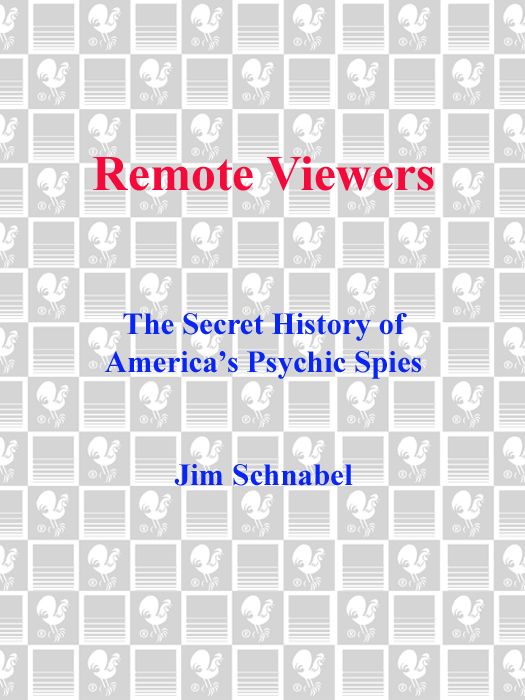 Remote Viewers
The Secret History of
America’s Psychic Spies
Jim Schnabel